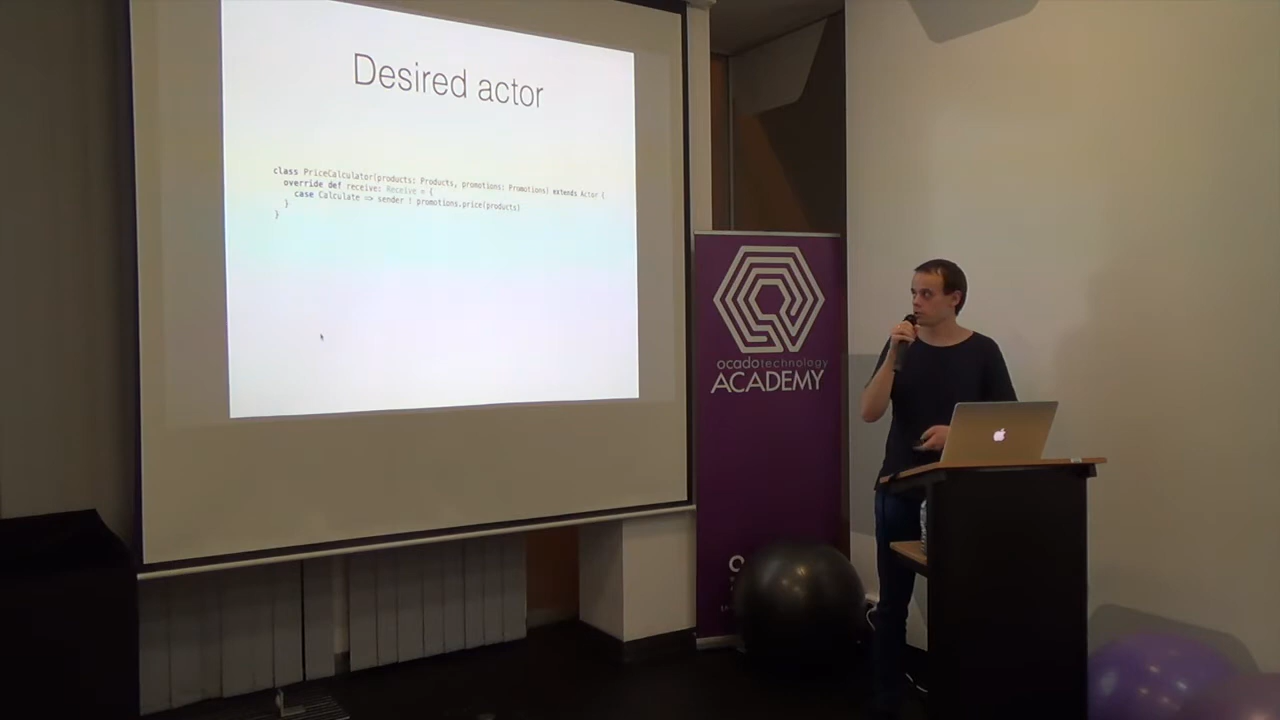 Desired actor
class PriceCalculator(products: Products, promotions: Promotions) extends Actor {
override def receive: Receive = {
case Calculate => sender ! promotions.price(products)
}
}
ocadotechnology
ACADEMY